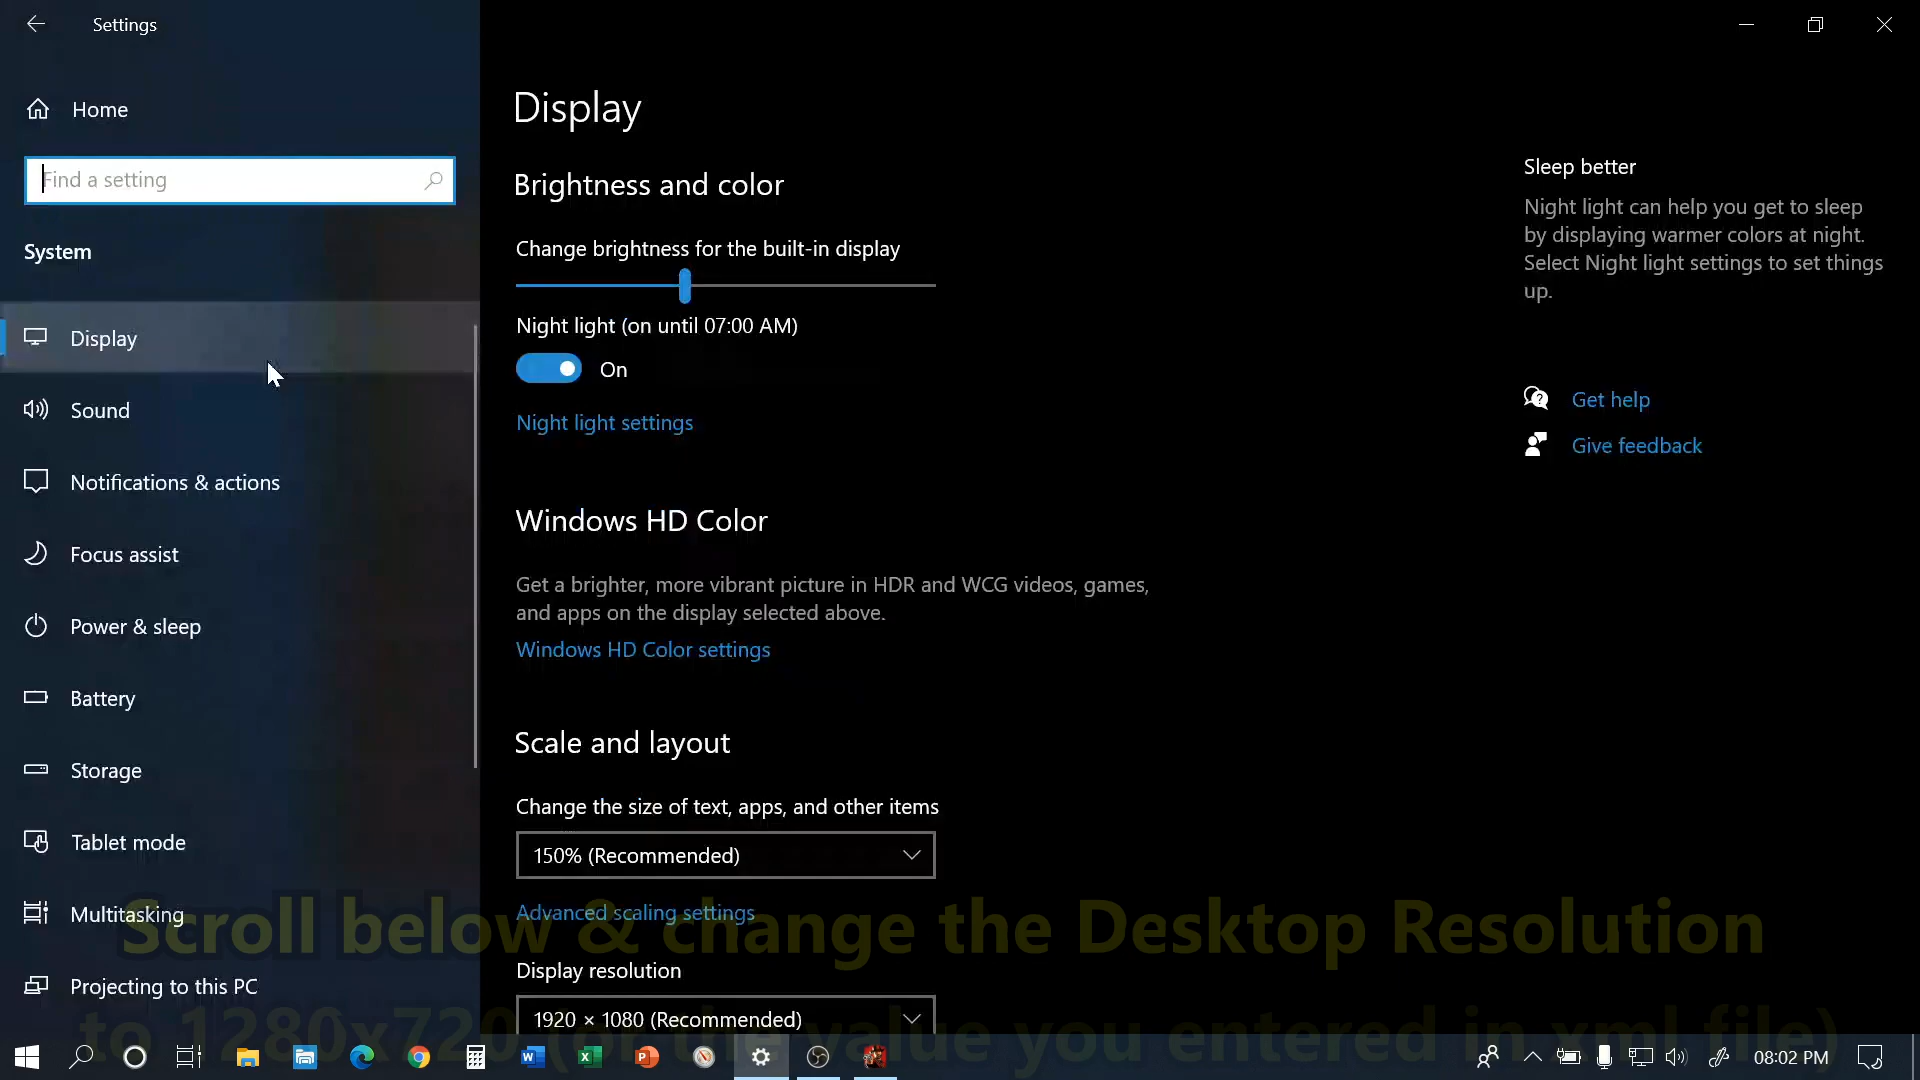 Settings
Home
Find a setting
System
Display
Sound
Notifications & actions
Focus assist
Power & sleep
Battery
Storage
Tablet mode
Multitasking
Projecting to this PC
Display
Brightness and color
Change brightness for the built-in display
Night light (on until 07:00 AM)
On
Night light settings
Windows HD Color
Get a brighter, more vibrant picture in HDR and WCG videos, games,
and apps on the display selected above.
Windows HD Color settings
Scale and layout
Change the size of text, apps, and other items
150% (Recommended)
Advanced scaling settings
Display resolution
1920 × 1080 (Recommended)
Sleep better
Night light can help you get to sleep
by displaying warmer colors at night.
Select Night light settings to set things
up.
Get help
Give feedback
Scroll below & change the Desktop Resolution
to 1280x720 (or the value you entered in xml file)
08:02 PM